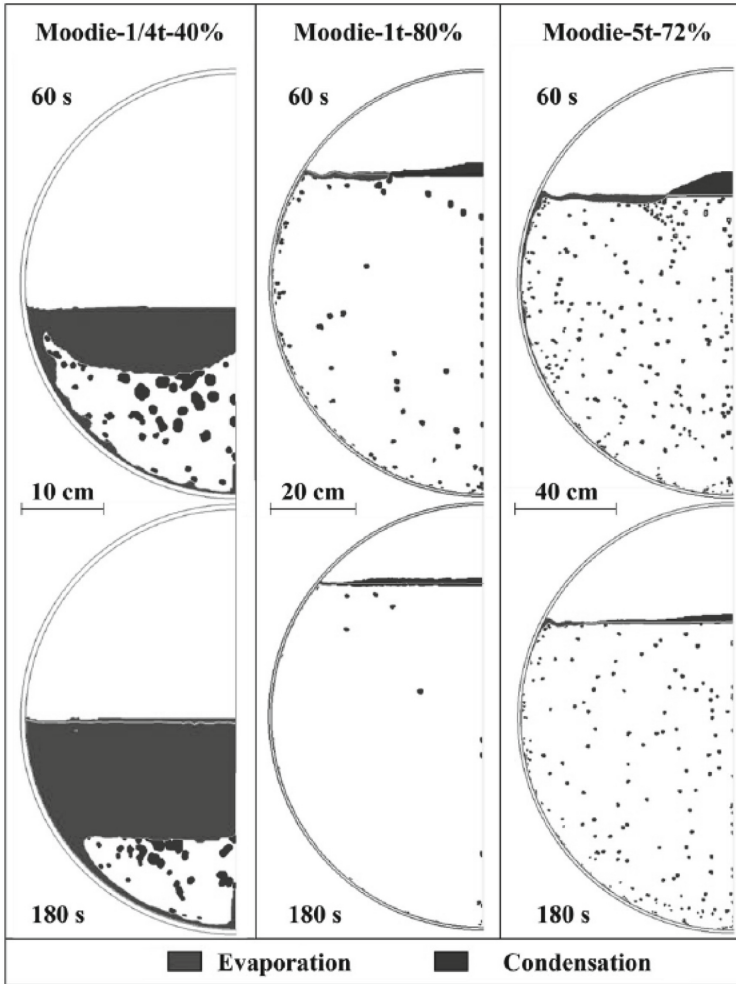 Moodie-1/4t-40%
Moodie-1t-80%
Moodie-5t-72%
60 s
60 s
60 s
10 cm
20 cm
40 cm
180 s
180 s
180 s
Evaporation
Condensation